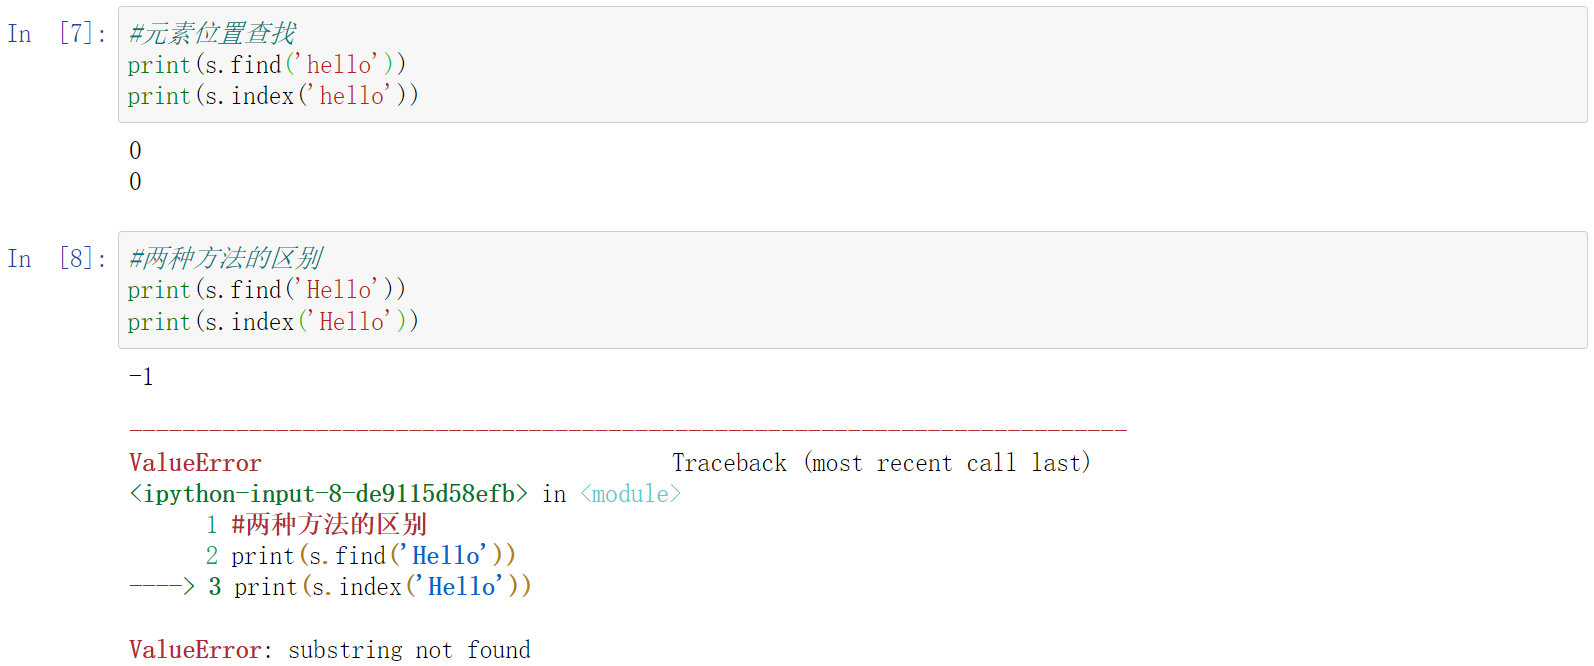 In [7]:
#元素位置查找
print(s.find('hello'))
print(s.index('hello'))
0
0
In [8]:
#两种方法的区别
print(s.find('Hello'))
print(s.index('Hello'))
-1
---------------------------------------------------------------------------
ValueError                                Traceback (most recent call last)
<ipython-input-8-de9115d58efb> in <module>
      1 #两种方法的区别
      2 print(s.find('Hello'))
----> 3 print(s.index('Hello'))
ValueError: substring not found